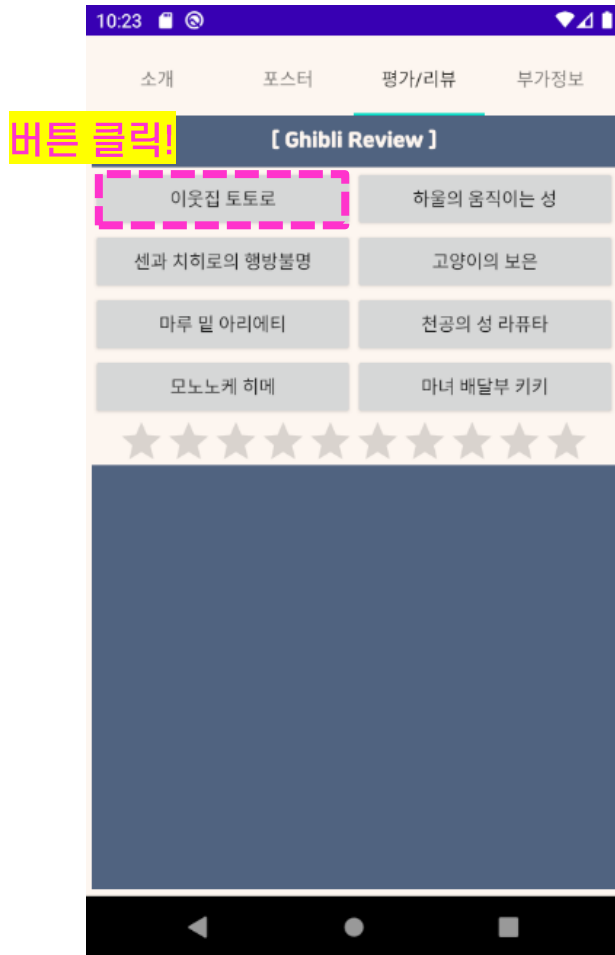 10:23
소개 포스터 평가/리뷰 부가정보
버튼 클릭!
[ Ghibli Review ]
이웃집 토토로 하울의 움직이는 성
센과 치히로의 행방불명 고양이의 보은
마루 밑 아리에티 천공의 성 라퓨타
모노노케 히메 마녀 배달부 키키